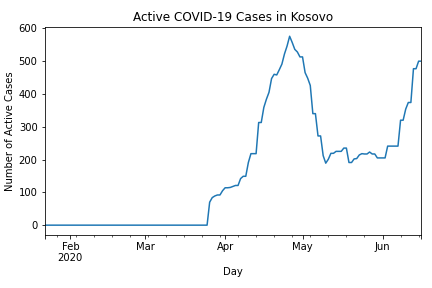 Active COVID-19 Cases in Kosovo
Number of Active Cases
600
500
400
300
200
100
0
Feb
2020
Mar
Apr
May
Jun
Day